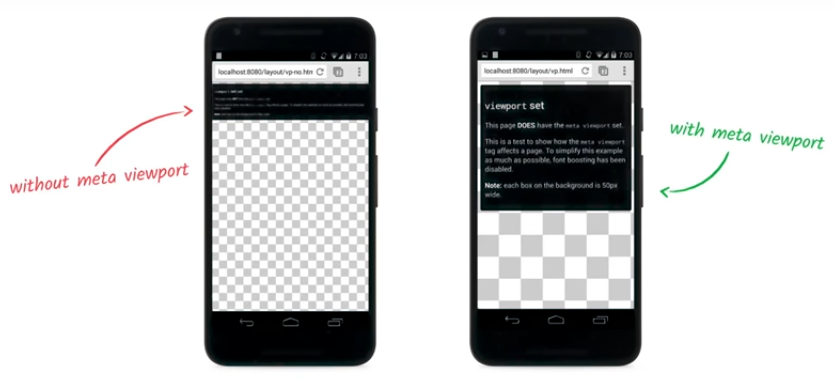 7:03
localhost:8080/layout/vp-no.htm
without meta viewport
7:03
localhost:8080/layout/vp.html
viewport set
This page DOES have the meta viewport set.
This is a test to show how the meta viewport
tag affects a page. To simplify this example
as much as possible, font boosting has been
disabled.
Note: each box on the background is 50px
wide.
with meta viewport